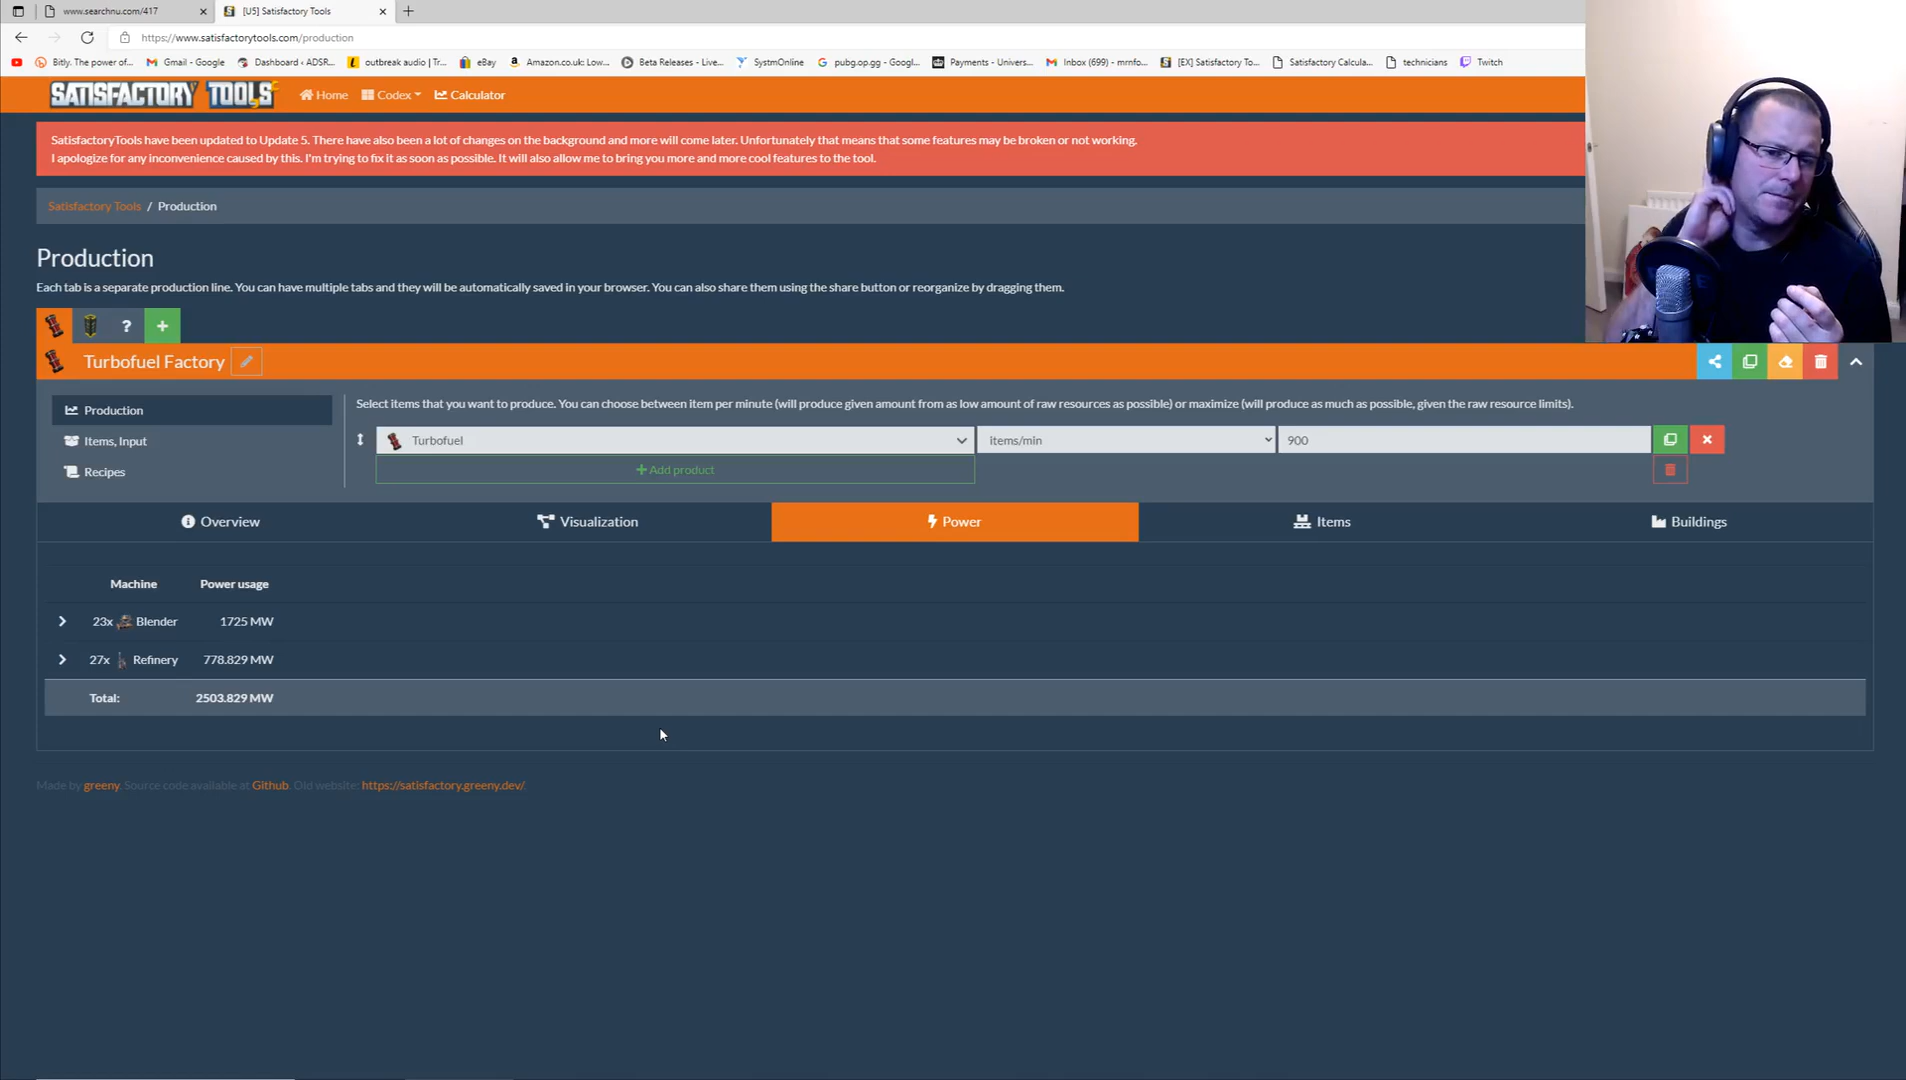 www.searchnu.com/417
[U5] Satisfactory Tools
https://www.satisfactorytools.com/production
Bitly. The power of...
Gmail - Google
Dashboard ‹ ADSR...
outbreak audio | Tr...
eBay
Amazon.co.uk: Low...
Beta Releases - Live...
SystmOnline
pubg.op.gg - Googl...
Payments - Univers...
Inbox (699) - mrnfo...
[EX] Satisfactory To...
Satisfactory Calcula...
technicians
Twitch
SATISFACTORY TOOLS
Home
Codex
Calculator
SatisfactoryTools have been updated to Update 5. There have also been a lot of changes on the background and more will come later. Unfortunately that means that some features may be broken or not working.
I apologize for any inconvenience caused by this. I'm trying to fix it as soon as possible. It will also allow me to bring you more and more cool features to the tool.
Satisfactory Tools / Production
Production
Each tab is a separate production line. You can have multiple tabs and they will be automatically saved in your browser. You can also share them using the share button or reorganize by dragging them.
? +
Turbofuel Factory
Production
Items, Input
Recipes
Select items that you want to produce. You can choose between item per minute (will produce given amount from as low amount of raw resources as possible) or maximize (will produce as much as possible, given the raw resource limits).
Turbofuel
items/min
900
+ Add product
Overview
Visualization
Power
Items
Buildings
Machine Power usage
23x Blender 1725 MW
27x Refinery 778.829 MW
Total: 2503.829 MW
Made by greeny. Source code available at Github. Old website: https://satisfactory.greeny.dev/